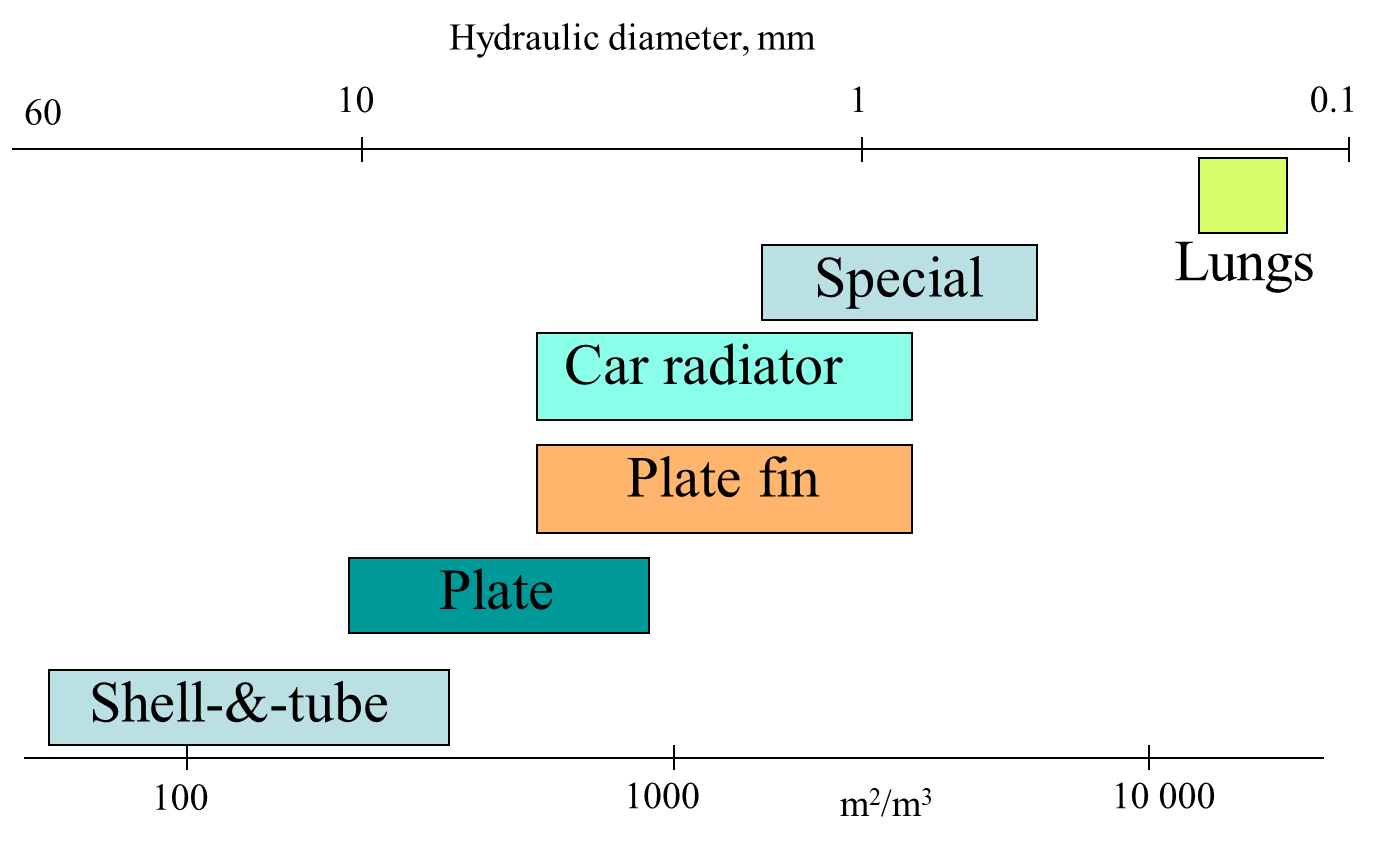 Hydraulic diameter, mm
60
10
1
0.1
Lungs
Special
Car radiator
Plate fin
Plate
Shell-&-tube
100
1000
m²/m³
10 000